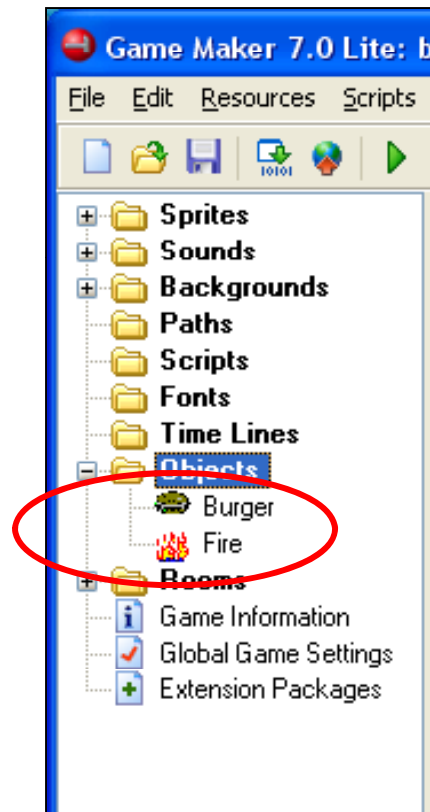 Game Maker 7.0 Lite: b
File Edit Resources Scripts
10101
Sprites
Sounds
Backgrounds
Paths
Scripts
Fonts
Time Lines
Objects
Burger
Fire
Rooms
Game Information
Global Game Settings
Extension Packages